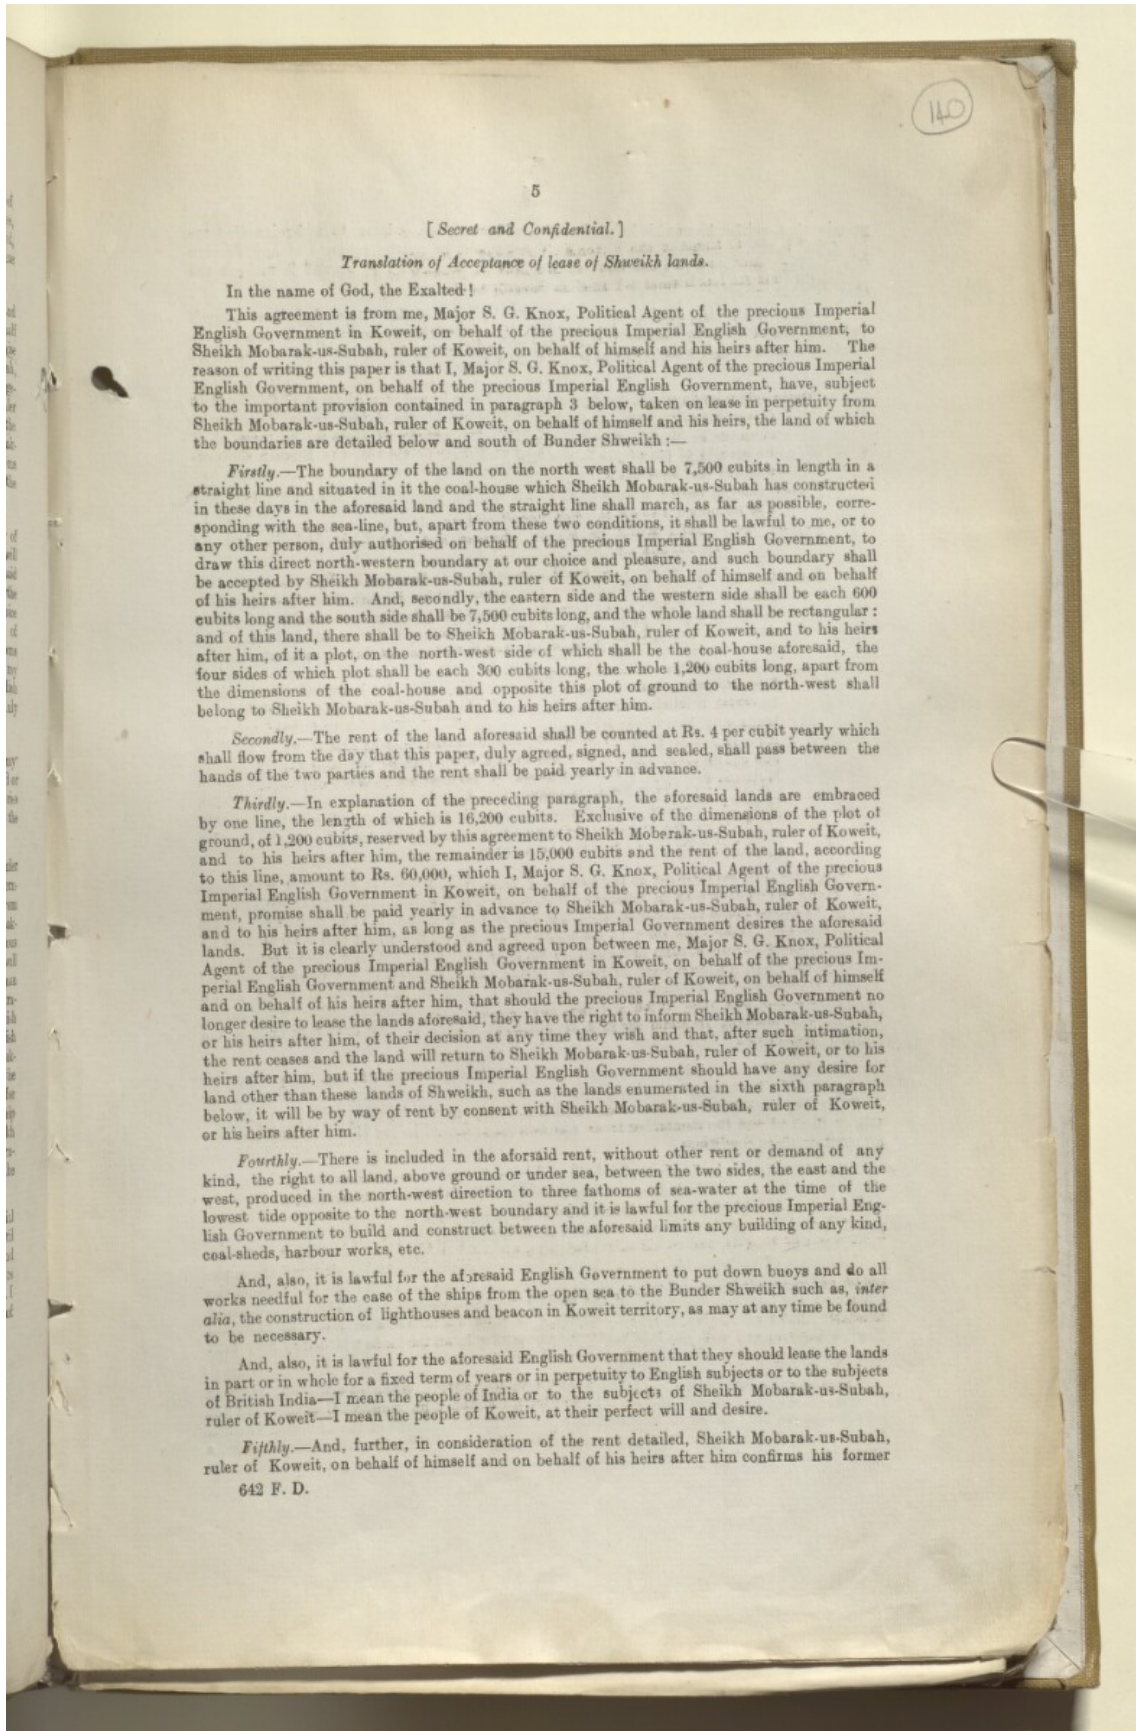 140
5
[ Secret and Confidential. ]
Translation of Acceptance of lease of Shweikh lands.
In the name of God, the Exalted !
This agreement is from me, Major S. G. Knox, Political Agent of the precious Imperial
English Government in Koweit, on behalf of the precious Imperial English Government, to
Sheikh Mobarak-us-Subah, ruler of Koweit, on behalf of himself and his heirs after him. The
reason of writing this paper is that I, Major S. G. Knox, Political Agent of the precious Imperial
English Government, on behalf of the precious Imperial English Government, have, subject
to the important provision contained in paragraph 3 below, taken on lease in perpetuity from
Sheikh Mobarak-us-Subah, ruler of Koweit, on behalf of himself and his heirs, the land of which
the boundaries are detailed below and south of Bunder Shweikh :—
Firstly.—The boundary of the land on the north west shall be 7,500 cubits in length in a
straight line and situated in it the coal-house which Sheikh Mobarak-us-Subah has constructed
in these days in the aforesaid land and the straight line shall march, as far as possible, corre-
sponding with the sea-line, but, apart from these two conditions, it shall be lawful to me, or to
any other person, duly authorised on behalf of the precious Imperial English Government, to
draw this direct north-western boundary at our choice and pleasure, and such boundary shall
be accepted by Sheikh Mobarak-us-Subah, ruler of Koweit, on behalf of himself and on behalf
of his heirs after him. And, secondly, the eastern side and the western side shall be each 600
cubits long and the south side shall be 7,500 cubits long, and the whole land shall be rectangular :
and of this land, there shall be to Sheikh Mobarak-us-Subah, ruler of Koweit, and to his heirs
after him, of it a plot, on the north-west side of which shall be the coal-house aforesaid, the
four sides of which plot shall be each 300 cubits long, the whole 1,200 cubits long, apart from
the dimensions of the coal-house and opposite this plot of ground to the north-west shall
belong to Sheikh Mobarak-us-Subah and to his heirs after him.
Secondly.—The rent of the land aforesaid shall be counted at Rs. 4 per cubit yearly which
shall flow from the day that this paper, duly agreed, signed, and sealed, shall pass between the
hands of the two parties and the rent shall be paid yearly in advance.
Thirdly.—In explanation of the preceding paragraph, the aforesaid lands are embraced
by one line, the length of which is 16,200 cubits. Exclusive of the dimensions of the plot of
ground, of 1,200 cubits, reserved by this agreement to Sheikh Moberak-us-Subah, ruler of Koweit,
and to his heirs after him, the remainder is 15,000 cubits and the rent of the land, according
to this line, amount to Rs. 60,000, which I, Major S. G. Knox, Political Agent of the precious
Imperial English Government in Koweit, on behalf of the precious Imperial English Govern-
ment, promise shall be paid yearly in advance to Sheikh Mobarak-us-Subah, ruler of Koweit,
and to his heirs after him, as long as the precious Imperial Government desires the aforesaid
lands. But it is clearly understood and agreed upon between me, Major S. G. Knox, Political
Agent of the precious Imperial English Government in Koweit, on behalf of the precious Im-
perial English Government and Sheikh Mobarak-us-Subah, ruler of Koweit, on behalf of himself
and on behalf of his heirs after him, that should the precious Imperial English Government no
longer desire to lease the lands aforesaid, they have the right to inform Sheikh Mobarak-us-Subah,
or his heirs after him, of their decision at any time they wish and that, after such intimation,
the rent ceases and the land will return to Sheikh Mobarak-us-Subah, ruler of Koweit, or to his
heirs after him, but if the precious Imperial English Government should have any desire for
land other than these lands of Shweikh, such as the lands enumerated in the sixth paragraph
below, it will be by way of rent by consent with Sheikh Mobarak-us-Subah, ruler of Koweit,
or his heirs after him.
Fourthly.—There is included in the aforsaid rent, without other rent or demand of any
kind, the right to all land, above ground or under sea, between the two sides, the east and the
west, produced in the north-west direction to three fathoms of sea-water at the time of the
lowest tide opposite to the north-west boundary and it is lawful for the precious Imperial Eng-
lish Government to build and construct between the aforesaid limits any building of any kind,
coal-sheds, harbour works, etc.
And, also, it is lawful for the aforesaid English Government to put down buoys and do all
works needful for the ease of the ships from the open sea to the Bunder Shweikh such as, inter
alia, the construction of lighthouses and beacon in Koweit territory, as may at any time be found
to be necessary.
And, also, it is lawful for the aforesaid English Government that they should lease the lands
in part or in whole for a fixed term of years or in perpetuity to English subjects or to the subjects
of British India—I mean the people of India or to the subjects of Sheikh Mobarak-us-Subah,
ruler of Koweit—I mean the people of Koweit, at their perfect will and desire.
Fifthly.—And, further, in consideration of the rent detailed, Sheikh Mobarak-us-Subah,
ruler of Koweit, on behalf of himself and on behalf of his heirs after him confirms his former
642 F. D.